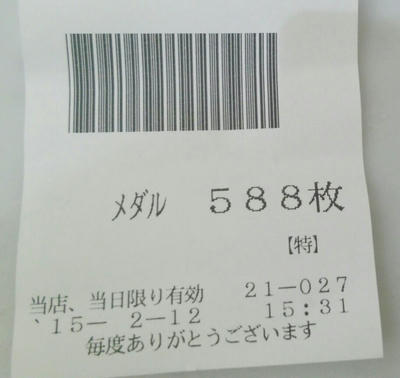 メダル 588枚
【特】
当店、当日限り有効 21-027
'15- 2-12 15:31
毎度ありがとうございます